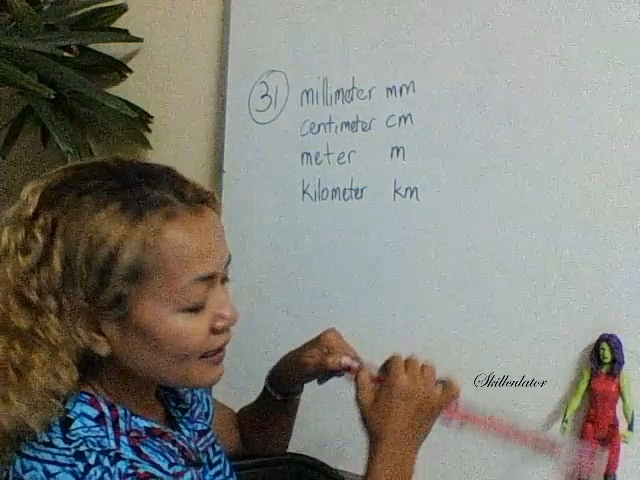 31 millimeter mm
centimeter cm
meter m
kilometer km
Skillendator